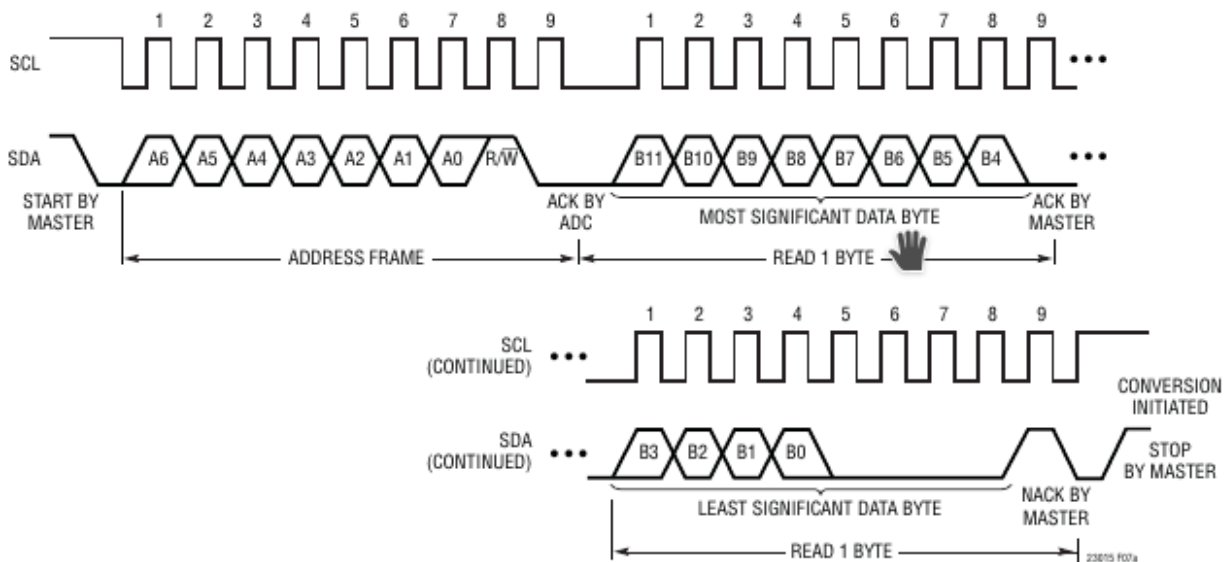 1 2 3 4 5 6 7 8 9 1 2 3 4 5 6 7 8 9
SCL
SDA A6 A5 A4 A3 A2 A1 A0 R/W̅ B11 B10 B9 B8 B7 B6 B5 B4
START BY
MASTER
ACK BY
ADC
MOST SIGNIFICANT DATA BYTE
ACK BY
MASTER
ADDRESS FRAME READ 1 BYTE
1 2 3 4 5 6 7 8 9
SCL
(CONTINUED)
CONVERSION
INITIATED
SDA
(CONTINUED)
B3 B2 B1 B0
STOP
BY MASTER
LEAST SIGNIFICANT DATA BYTE
NACK BY
MASTER
READ 1 BYTE
23015 F07a